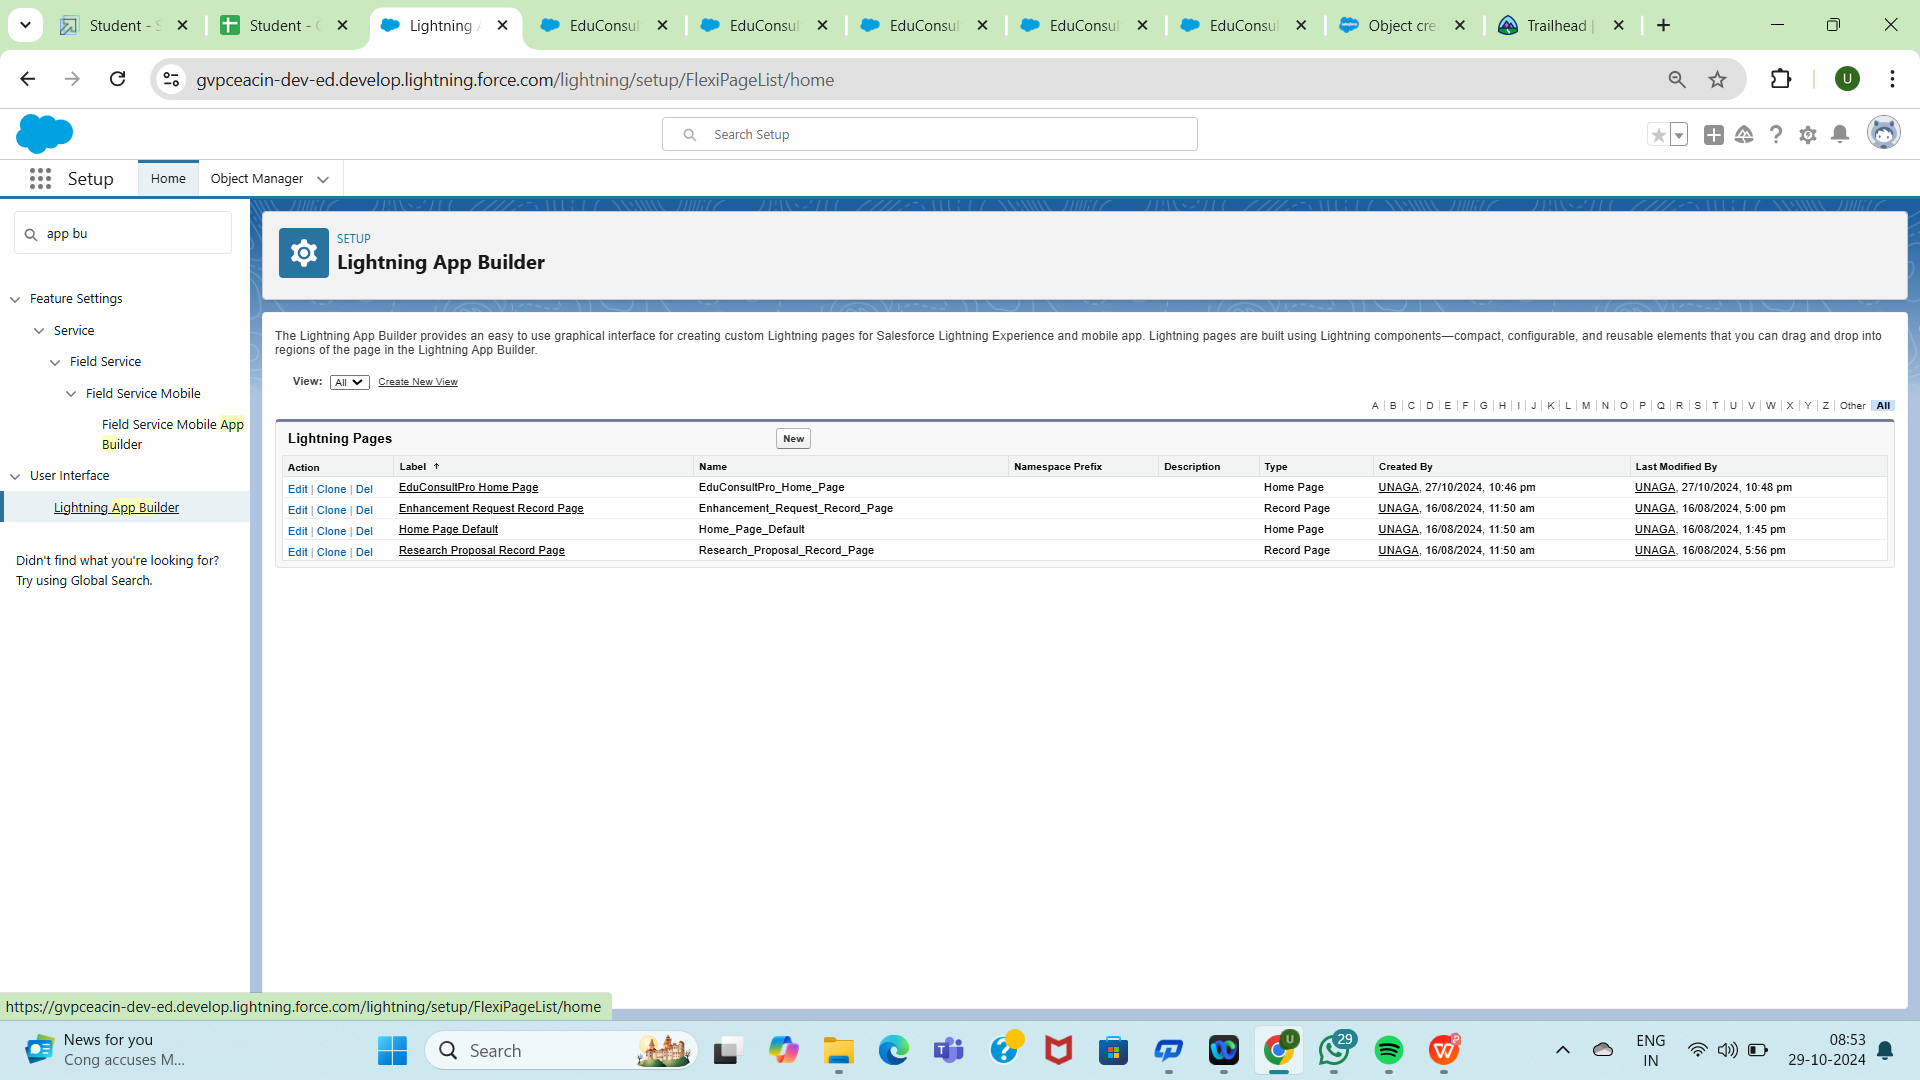 Student - S
Student - C
Lightning A
EduConsul
EduConsul
EduConsul
EduConsul
EduConsul
Object cre
Trailhead |
gvpceacin-dev-ed.develop.lightning.force.com/lightning/setup/FlexiPageList/home
U
Search Setup
Setup
Home
Object Manager
app bu
SETUP
Lightning App Builder
Feature Settings
Service
Field Service
Field Service Mobile
Field Service Mobile App
Builder
User Interface
Lightning App Builder
Didn't find what you're looking for?
Try using Global Search.
The Lightning App Builder provides an easy to use graphical interface for creating custom Lightning pages for Salesforce Lightning Experience and mobile app. Lightning pages are built using Lightning components—compact, configurable, and reusable elements that you can drag and drop into
regions of the page in the Lightning App Builder.
View: All Create New View
A | B | C | D | E | F | G | H | I | J | K | L | M | N | O | P | Q | R | S | T | U | V | W | X | Y | Z | Other | All
Lightning Pages New
Action Label ↑ Name Namespace Prefix Description Type Created By Last Modified By
Edit | Clone | Del EduConsultPro Home Page EduConsultPro_Home_Page Home Page UNAGA, 27/10/2024, 10:46 pm UNAGA, 27/10/2024, 10:48 pm
Edit | Clone | Del Enhancement Request Record Page Enhancement_Request_Record_Page Record Page UNAGA, 16/08/2024, 11:50 am UNAGA, 16/08/2024, 5:00 pm
Edit | Clone | Del Home Page Default Home_Page_Default Home Page UNAGA, 16/08/2024, 11:50 am UNAGA, 16/08/2024, 1:45 pm
Edit | Clone | Del Research Proposal Record Page Research_Proposal_Record_Page Record Page UNAGA, 16/08/2024, 11:50 am UNAGA, 16/08/2024, 5:56 pm
https://gvpceacin-dev-ed.develop.lightning.force.com/lightning/setup/FlexiPageList/home
News for you
Cong accuses M...
Search
U
29
ENG
IN
08:53
29-10-2024